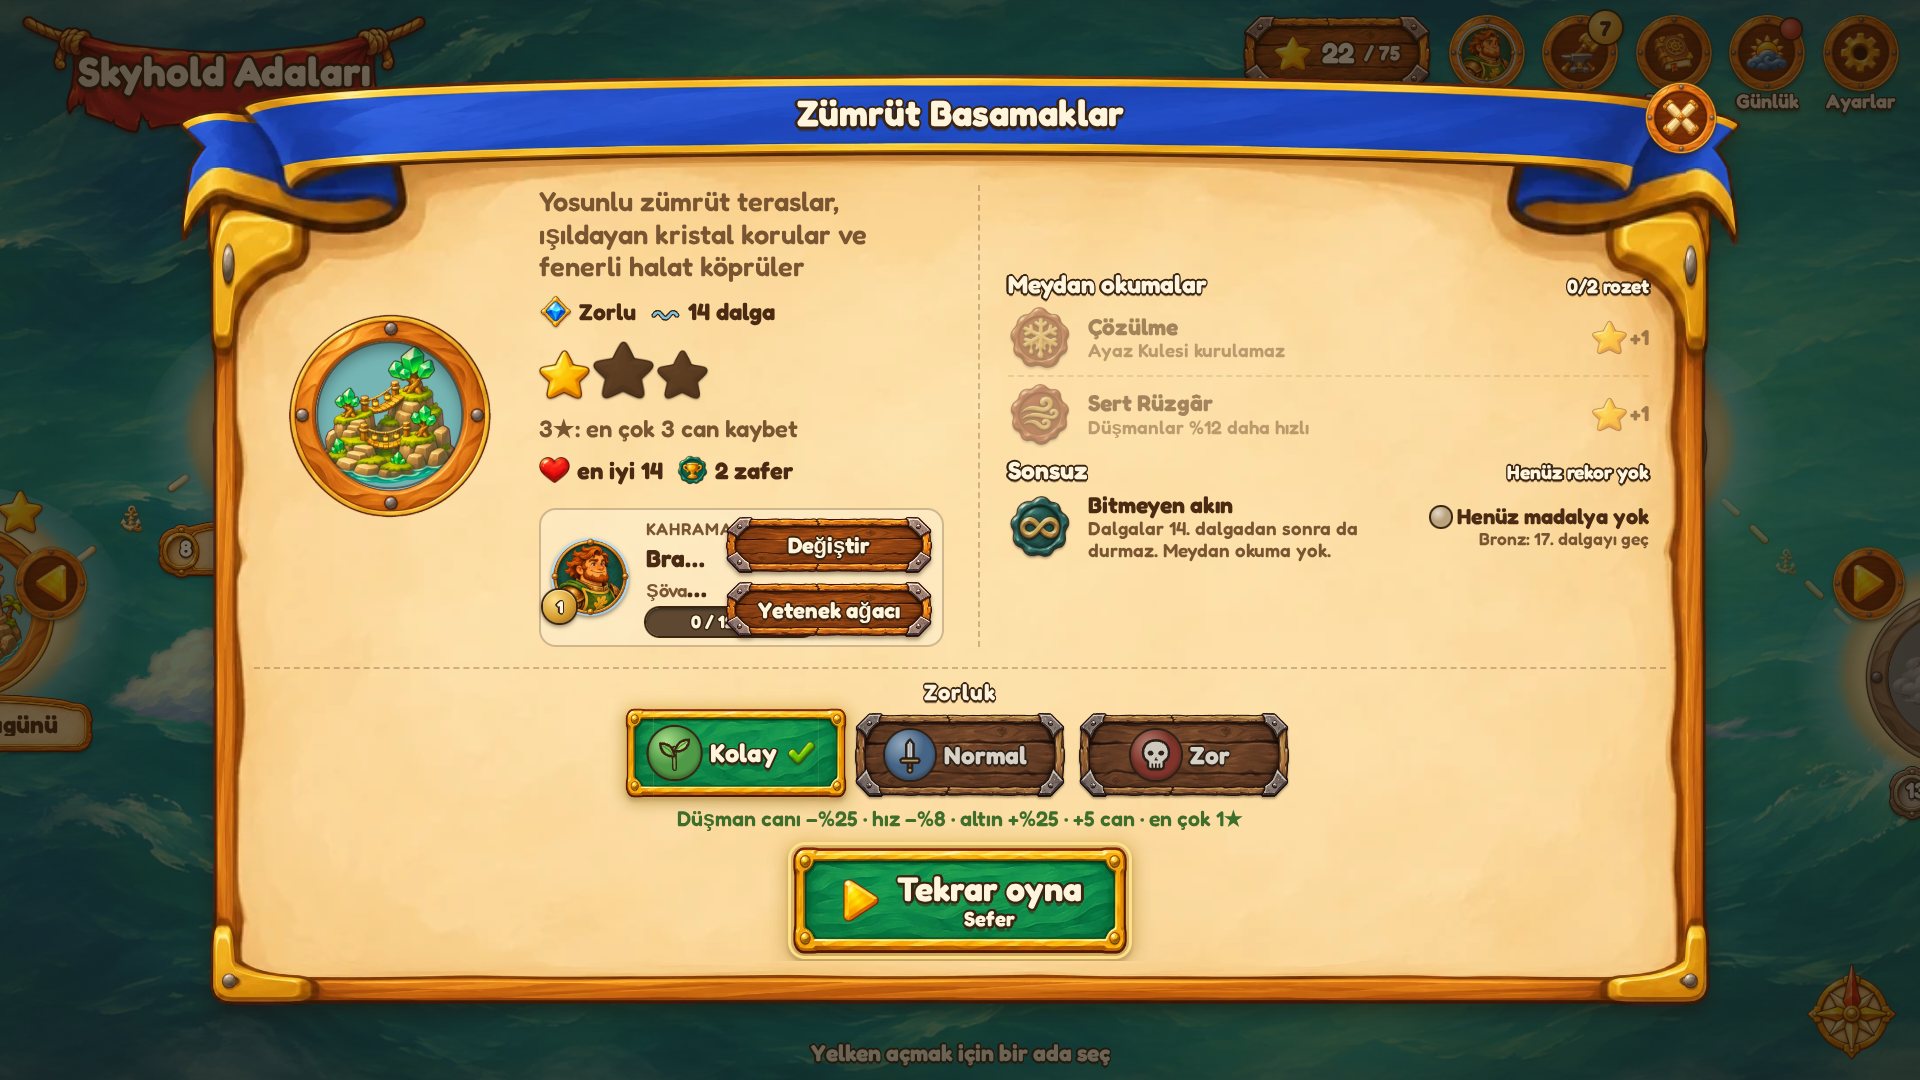 Skyhold Adaları
22 / 75
7
Günlük
Ayarlar
Zümrüt Basamaklar
Yosunlu zümrüt teraslar,
ışıldayan kristal korular ve
fenerli halat köprüler
Zorlu
14 dalga
3★: en çok 3 can kaybet
en iyi 14
2 zafer
Bra...
Şöva...
1
Değiştir
Yetenek ağacı
Meydan okumalar
0/2 rozet
Çözülme
Ayaz Kulesi kurulamaz
+1
Sert Rüzgâr
Düşmanlar %12 daha hızlı
+1
Sonsuz
Henüz rekor yok
Bitmeyen akın
Dalgalar 14. dalgadan sonra da
durmaz. Meydan okuma yok.
Henüz madalya yok
Bronz: 17. dalgayı geç
8
Zorluk
Kolay
Normal
Zor
Düşman canı −%25 · hız −%8 · altın +%25 · +5 can · en çok 1★
Tekrar oyna
Sefer
Yelken açmak için bir ada seç